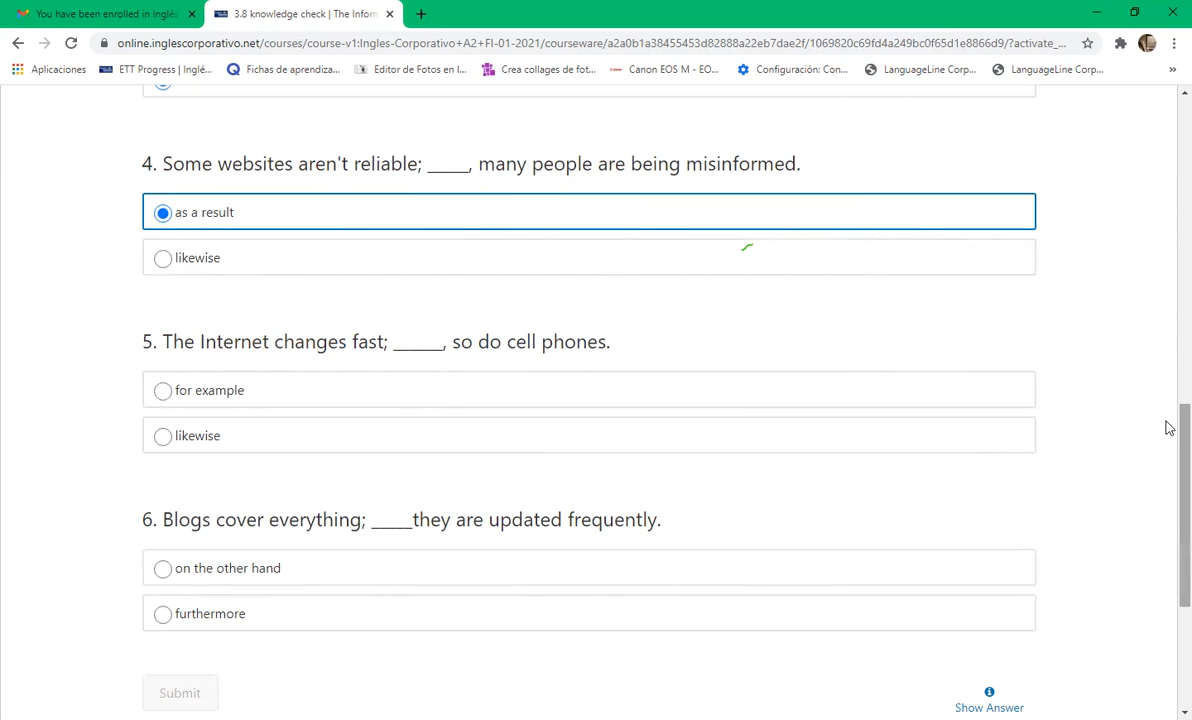 You have been enrolled in Inglés
3.8 knowledge check | The Inform
online.inglescorporativo.net/courses/course-v1:Ingles-Corporativo+A2+FI-01-2021/courseware/a2a0b1a38455453d82888a22eb7dae2f/1069820c69fd4a249bc0f65d1e8866d9/?activate_...
Aplicaciones ETT Progress | Inglé... Fichas de aprendiza... Editor de Fotos en l... Crea collages de fot... Canon EOS M - EO... Configuración: Con... LanguageLine Corp... LanguageLine Corp... »
4. Some websites aren't reliable; _____, many people are being misinformed.
as a result
likewise
5. The Internet changes fast; ______, so do cell phones.
for example
likewise
6. Blogs cover everything; _____they are updated frequently.
on the other hand
furthermore
Submit
Show Answer